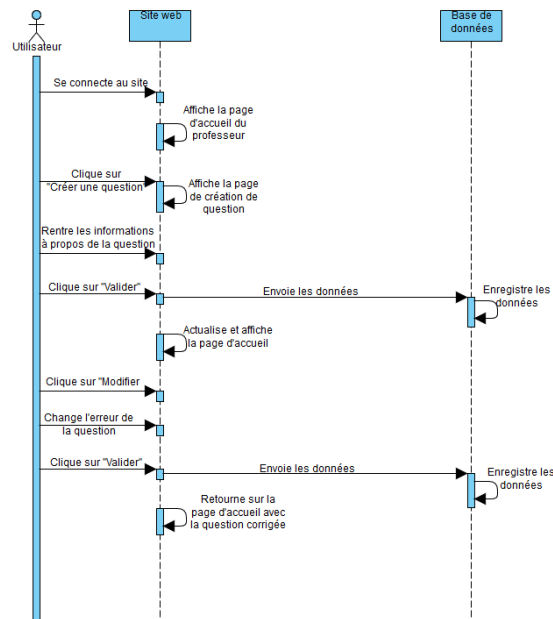 Site web
Base de
données
Utilisateur
Se connecte au site
Affiche la page
d'accueil du
professeur
Clique sur
"Créer une question"
Affiche la page
de création de
question
Rentre les informations
à propos de la question
Clique sur "Valider"
Envoie les données
Enregistre les
données
Actualise et affiche
la page d'accueil
Clique sur "Modifier
Change l'erreur de
la question
Clique sur "Valider"
Envoie les données
Enregistre les
données
Retourne sur la
page d'accueil avec
la question corrigée